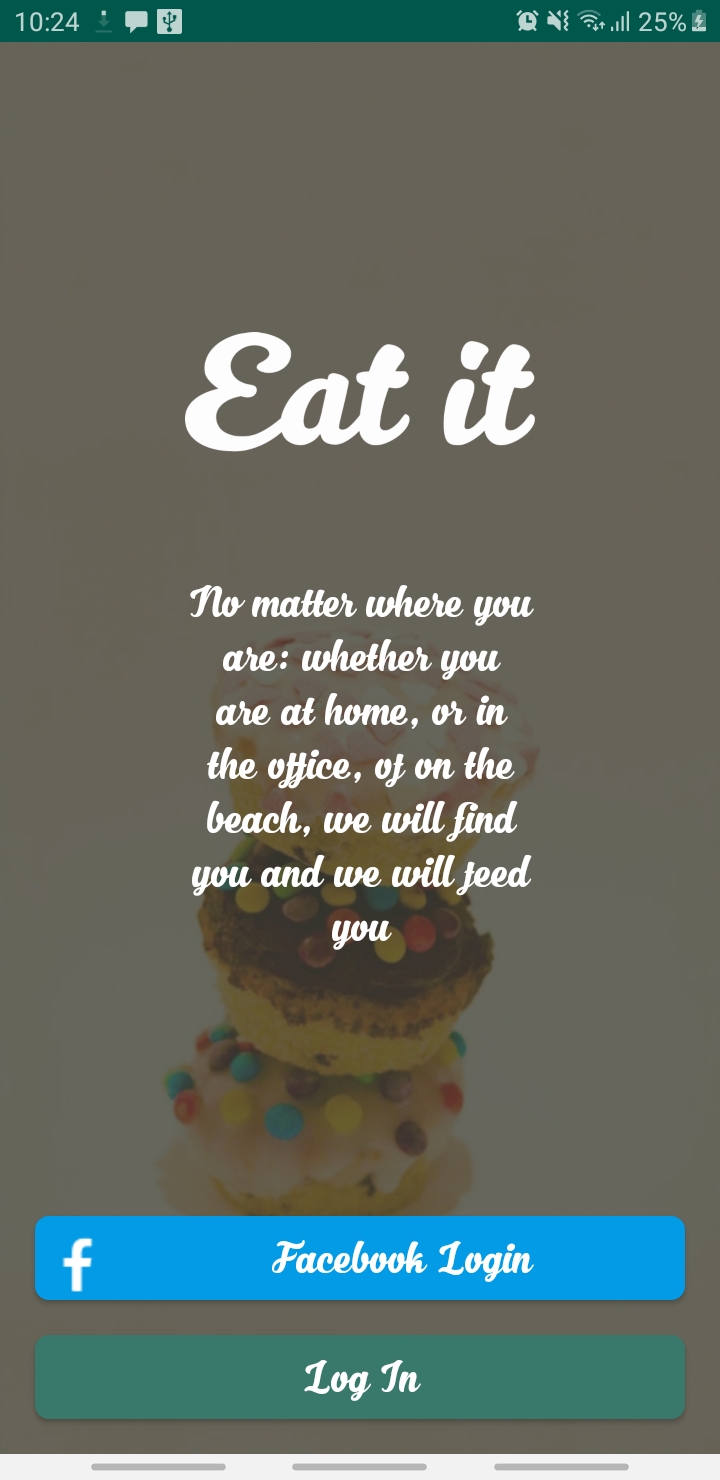 10:24
25%
Eat it
No matter where you
are: whether you
are at home, or in
the office, of on the
beach, we will find
you and we will feed
you
f
Facebook Login
Log In